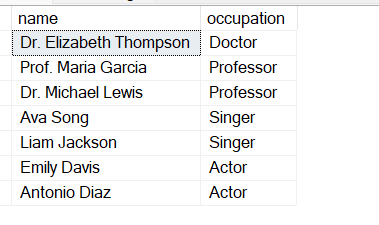 name occupation
Dr. Elizabeth Thompson Doctor
Prof. Maria Garcia Professor
Dr. Michael Lewis Professor
Ava Song Singer
Liam Jackson Singer
Emily Davis Actor
Antonio Diaz Actor